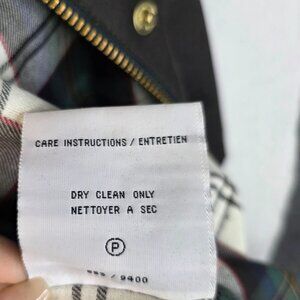 CARE INSTRUCTIONS / ENTRETIEN
DRY CLEAN ONLY
NETTOYER A SEC
P
/ 9400